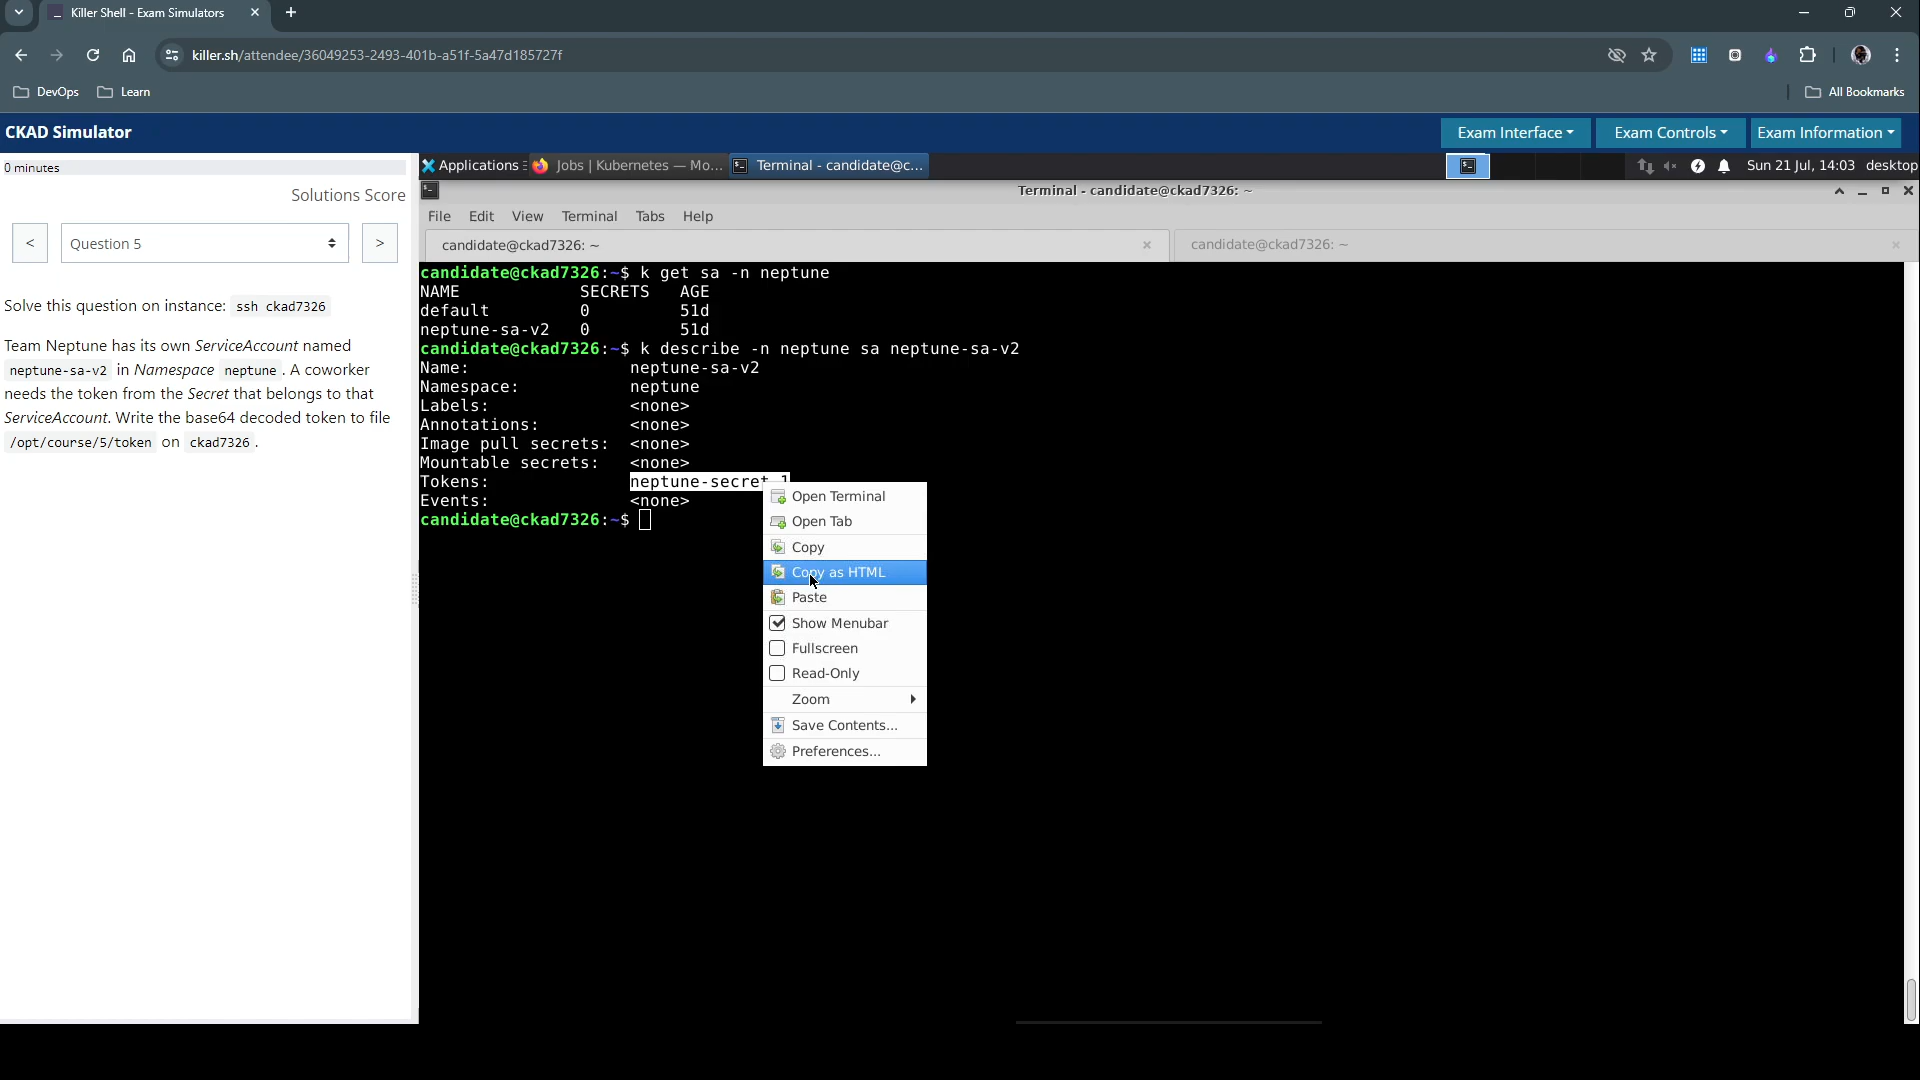 Killer Shell - Exam Simulators
killer.sh/attendee/36049253-2493-401b-a51f-5a47d185727f
DevOps
Learn
All Bookmarks
CKAD Simulator
Exam Interface
Exam Controls
Exam Information
0 minutes
Solutions Score
<
Question 5
>
Solve this question on instance: ssh ckad7326
Team Neptune has its own ServiceAccount named
neptune-sa-v2 in Namespace neptune . A coworker
needs the token from the Secret that belongs to that
ServiceAccount. Write the base64 decoded token to file
/opt/course/5/token on ckad7326 .
Applications
Jobs | Kubernetes — Mo...
Terminal - candidate@c...
Sun 21 Jul, 14:03 desktop
Terminal - candidate@ckad7326: ~
File Edit View Terminal Tabs Help
candidate@ckad7326: ~
candidate@ckad7326: ~
candidate@ckad7326:~$ k get sa -n neptune
NAME SECRETS AGE
default 0 51d
neptune-sa-v2 0 51d
candidate@ckad7326:~$ k describe -n neptune sa neptune-sa-v2
Name: neptune-sa-v2
Namespace: neptune
Labels: <none>
Annotations: <none>
Image pull secrets: <none>
Mountable secrets: <none>
Tokens: neptune-secret-1
Events: <none>
candidate@ckad7326:~$
Open Terminal
Open Tab
Copy
Copy as HTML
Paste
Show Menubar
Fullscreen
Read-Only
Zoom
Save Contents...
Preferences...